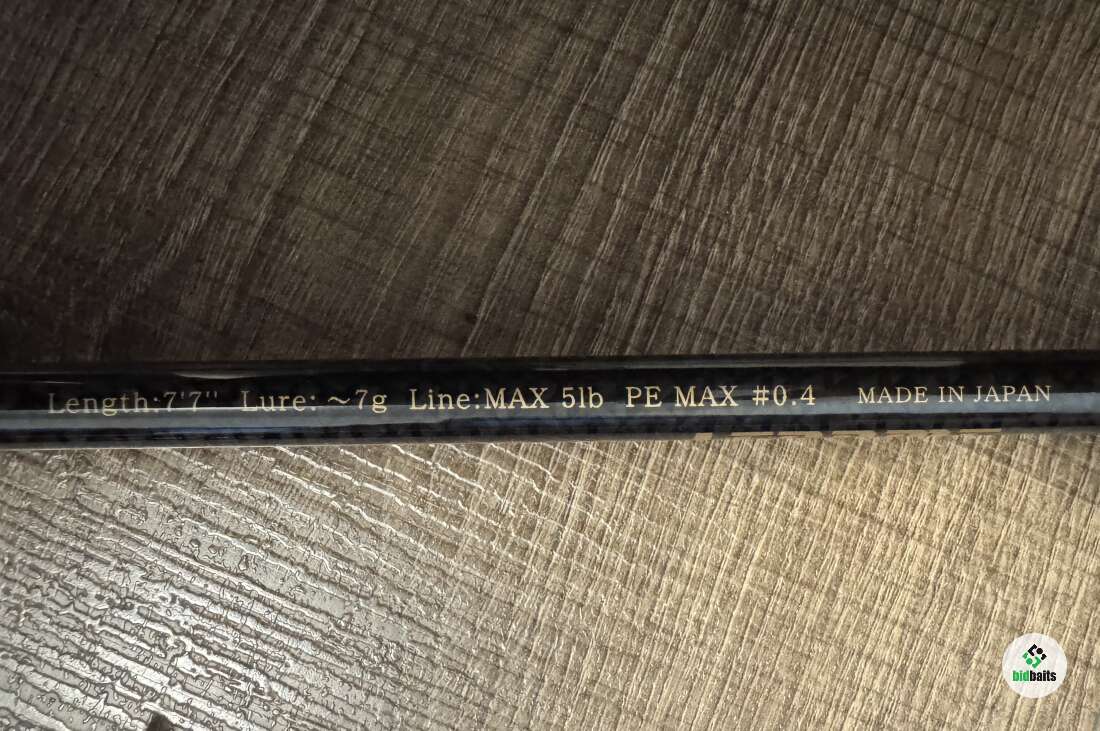 Length:7'7'' Lure: ~7g Line:MAX 5lb PE MAX #0.4 MADE IN JAPAN
bidbaits